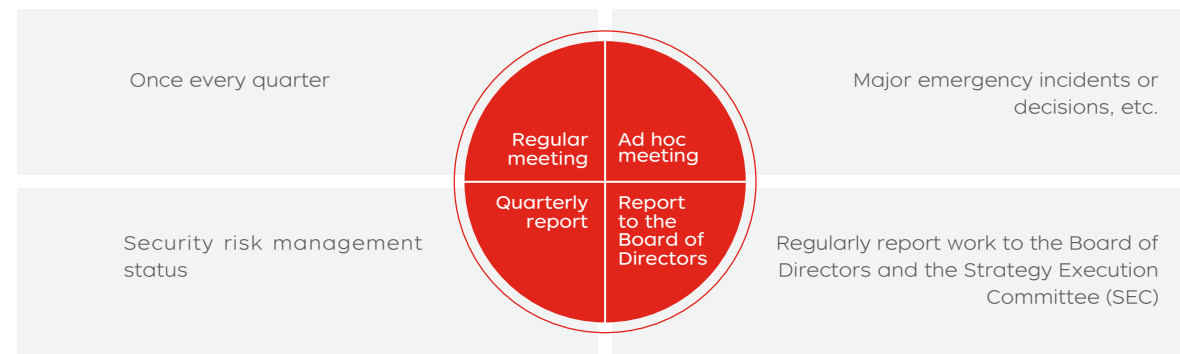 Once every quarter
Regular
meeting
Ad hoc
meeting
Major emergency incidents or
decisions, etc.
Security risk management
status
Quarterly
report
Report
to the
Board of
Directors
Regularly report work to the Board of
Directors and the Strategy Execution
Committee (SEC)